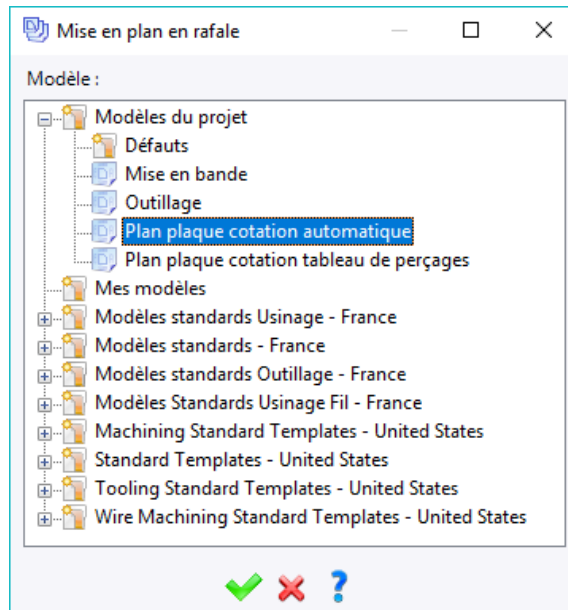 Mise en plan en rafale
Modèle :
Modèles du projet
Défauts
Mise en bande
Outillage
Plan plaque cotation automatique
Plan plaque cotation tableau de perçages
Mes modèles
Modèles standards Usinage - France
Modèles standards - France
Modèles standards Outillage - France
Modèles Standards Usinage Fil - France
Machining Standard Templates - United States
Standard Templates - United States
Tooling Standard Templates - United States
Wire Machining Standard Templates - United States